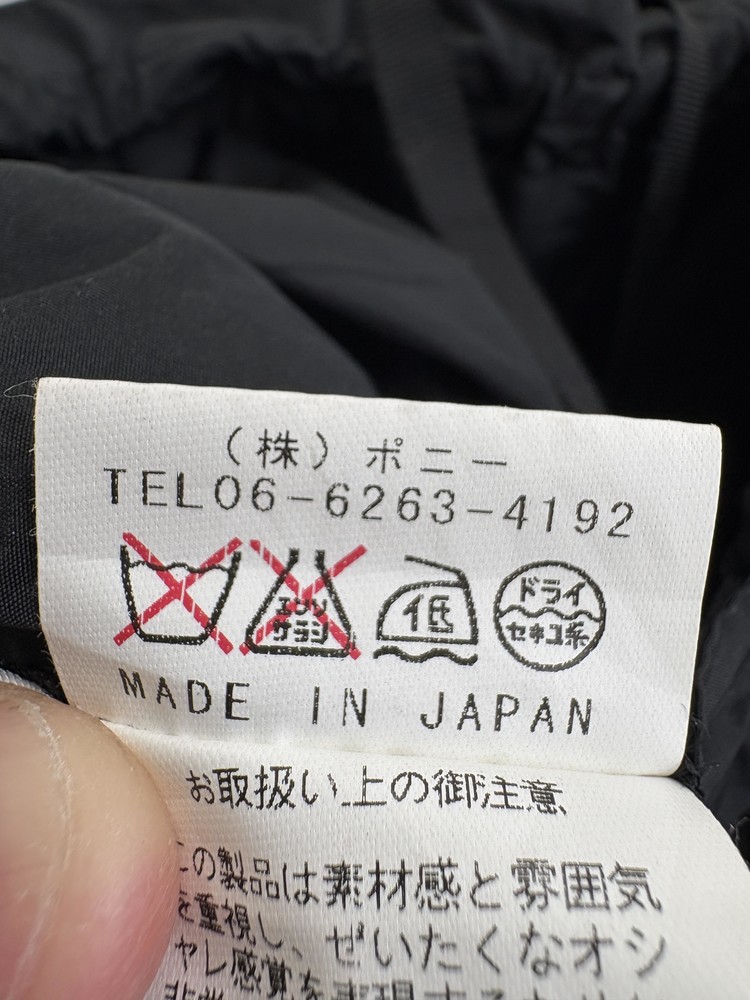 （株）ポニー
TEL06-6263-4192
エンソ
サラシ
低
ドライ
セキユ系
MADE IN JAPAN
お取扱い上の御注意
この製品は素材感と雰囲気
を重視し、ぜいたくなオシ
ャレ感覚を表現するため